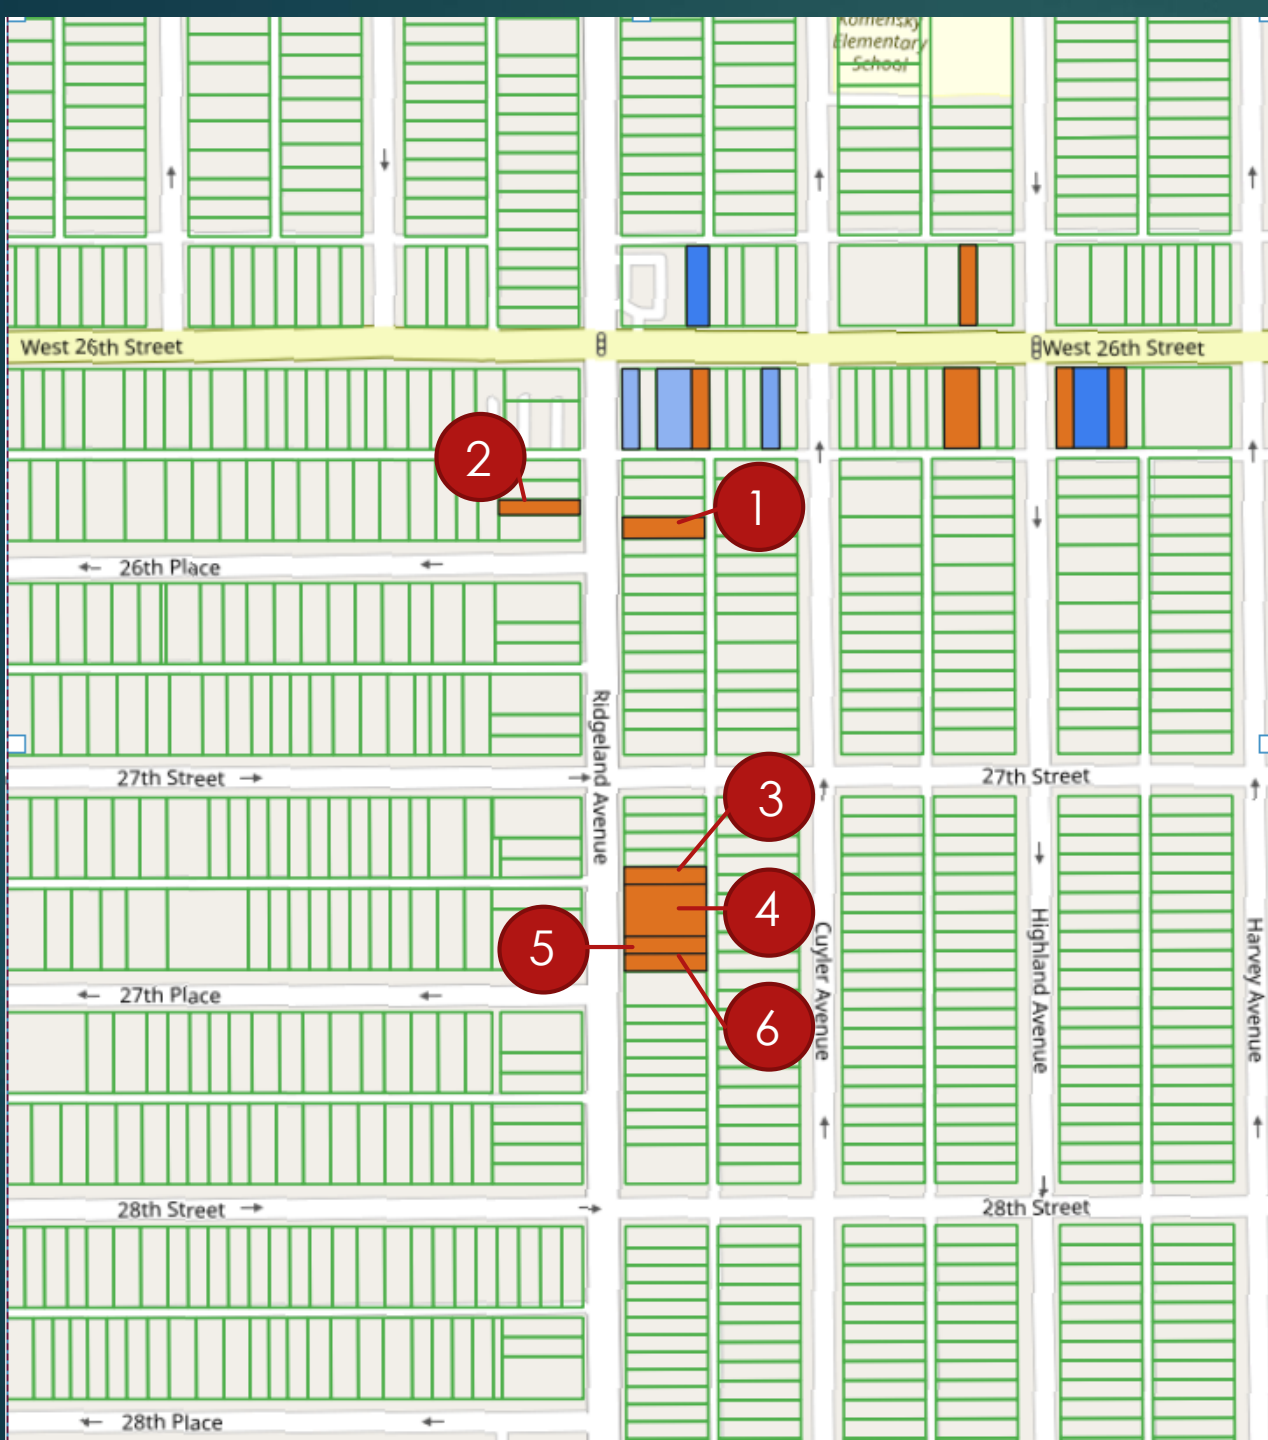 Komensky
Elementary
School
West 26th Street
West 26th Street
2
1
26th Place
Ridgeland Avenue
27th Street
27th Street
3
4
5
6
Cuyler Avenue
Highland Avenue
Harvey Avenue
27th Place
28th Street
28th Street
28th Place